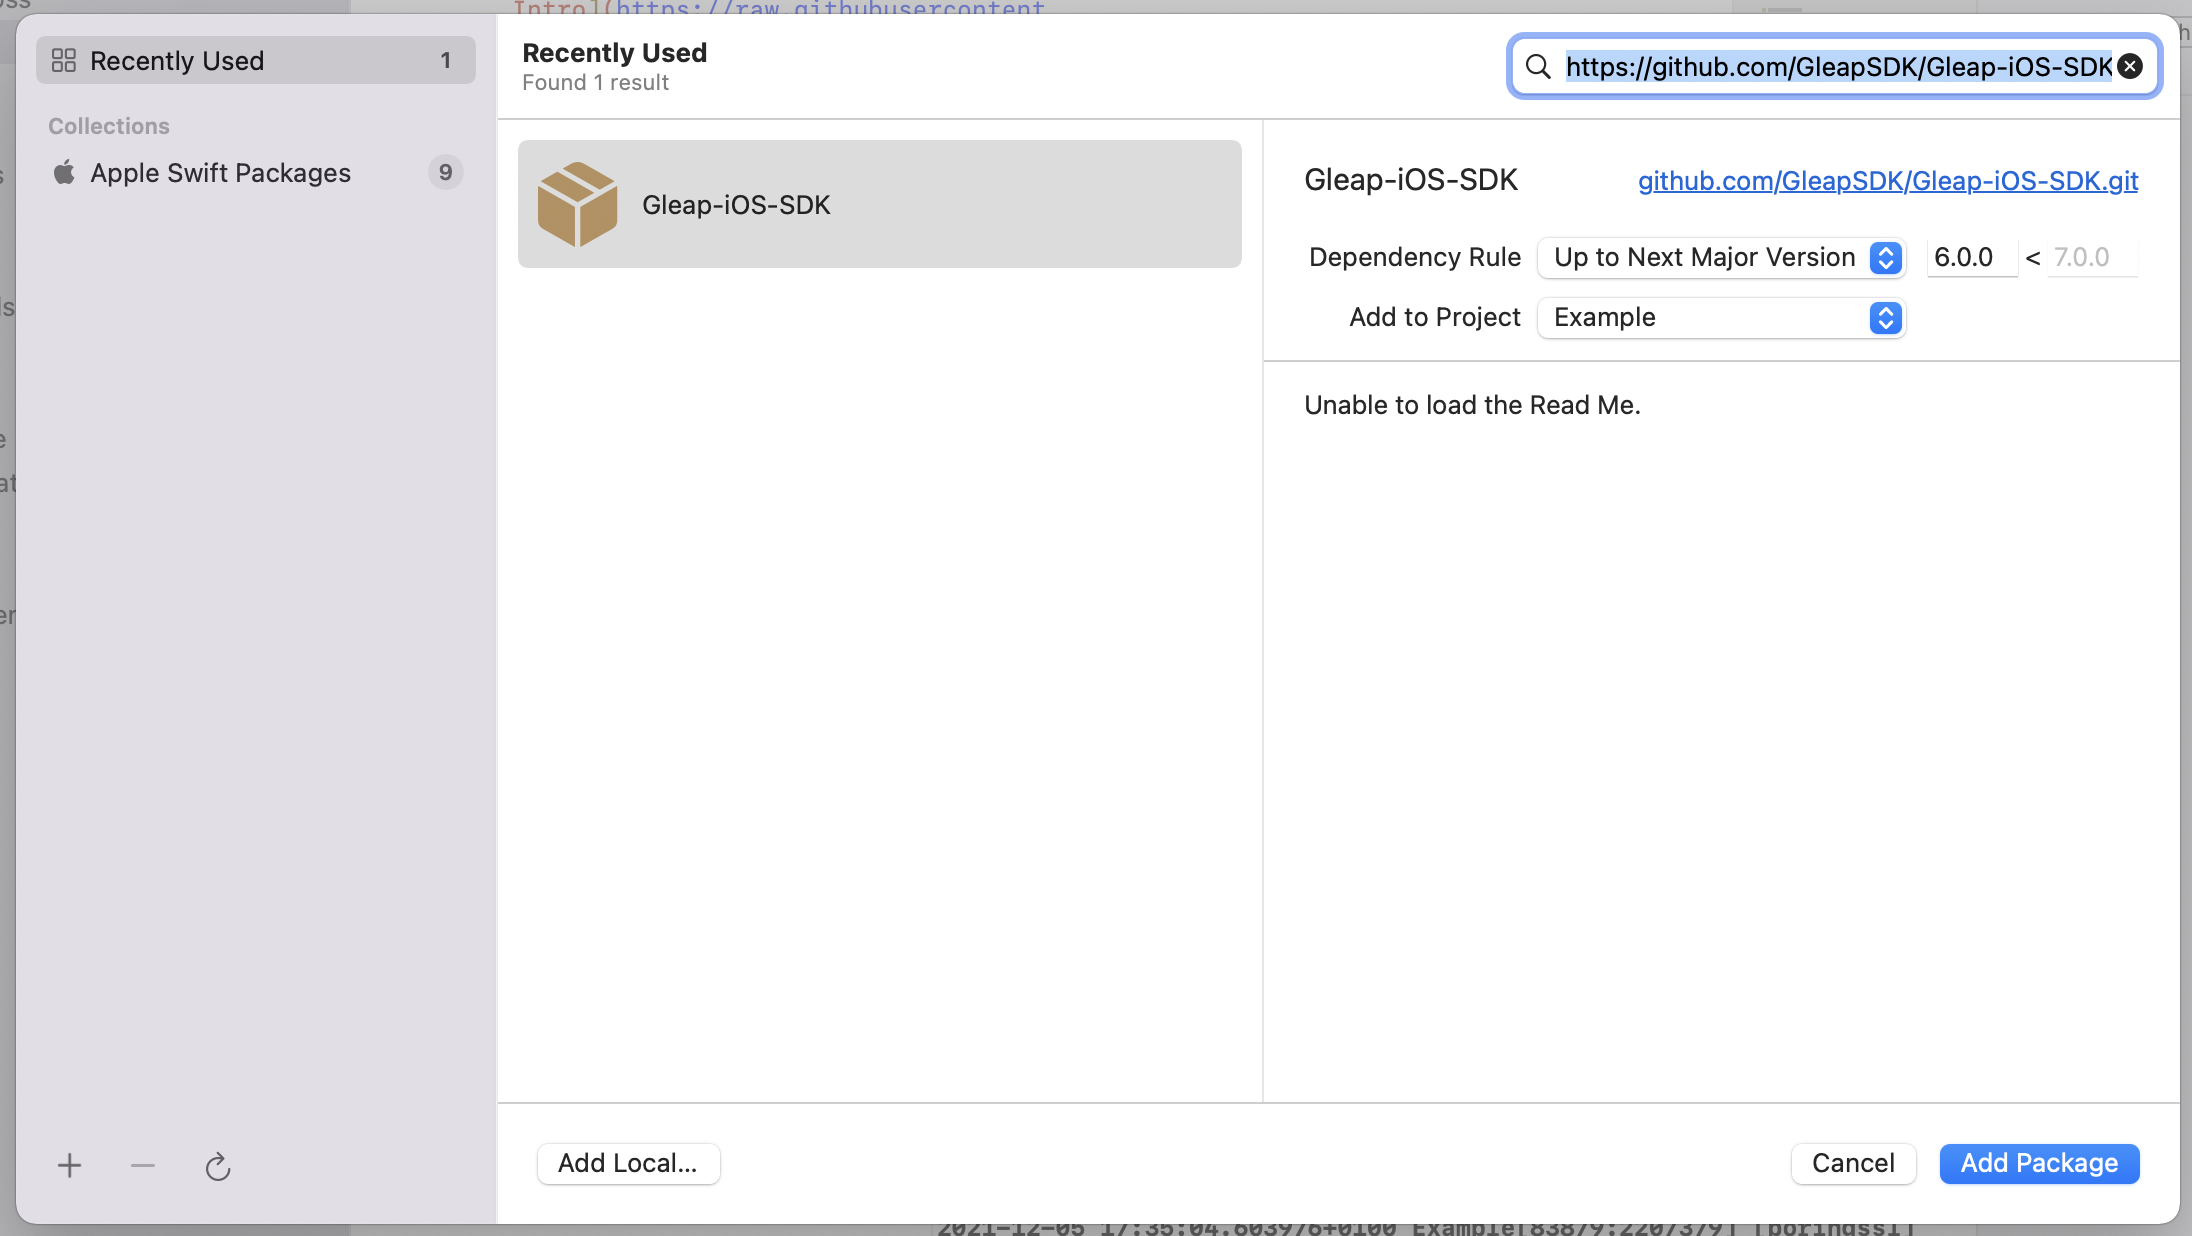 Intro](https://raw.githubusercontent
Recently Used 1
Collections
Apple Swift Packages 9
Recently Used
Found 1 result
https://github.com/GleapSDK/Gleap-iOS-SDK
Gleap-iOS-SDK
Gleap-iOS-SDK github.com/GleapSDK/Gleap-iOS-SDK.git
Dependency Rule Up to Next Major Version 6.0.0 < 7.0.0
Add to Project Example
Unable to load the Read Me.
Add Local...
Cancel
Add Package
2021-12-05 17:35:04.603976+0100 Example[83879:2207379] [boringssl]